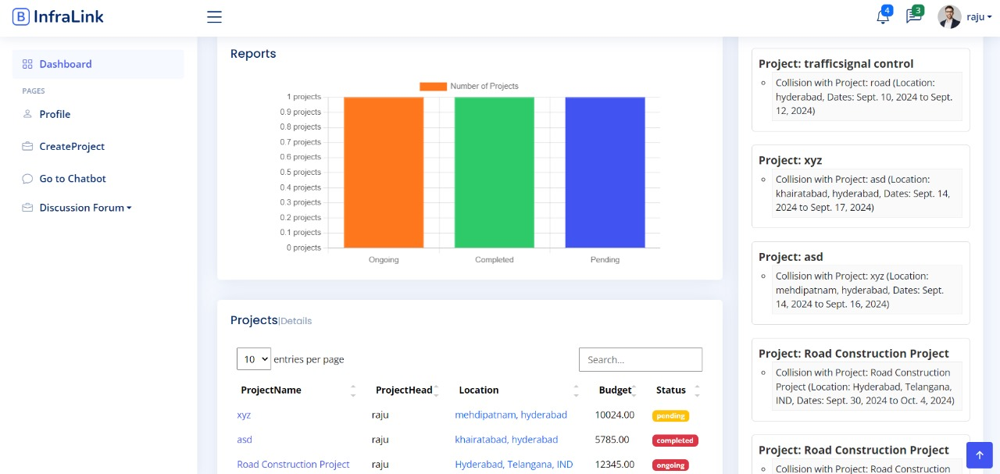 B InfraLink
4
3
raju
Dashboard
PAGES
Profile
CreateProject
Go to Chatbot
Discussion Forum
Reports
Number of Projects
1 projects
0.9 projects
0.8 projects
0.7 projects
0.6 projects
0.5 projects
0.4 projects
0.3 projects
0.2 projects
0.1 projects
0 projects
Ongoing Completed Pending
Projects|Details
10 entries per page Search...
ProjectName ProjectHead Location Budget Status
xyz raju mehdipatnam, hyderabad 10024.00 pending
asd raju khairatabad, hyderabad 5785.00 completed
Road Construction Project raju Hyderabad, Telangana, IND 12345.00 ongoing
Project: trafficsignal control
Collision with Project: road (Location:
hyderabad, Dates: Sept. 10, 2024 to Sept.
12, 2024)
Project: xyz
Collision with Project: asd (Location:
khairatabad, hyderabad, Dates: Sept. 14,
2024 to Sept. 17, 2024)
Project: asd
Collision with Project: xyz (Location:
mehdipatnam, hyderabad, Dates: Sept.
14, 2024 to Sept. 16, 2024)
Project: Road Construction Project
Collision with Project: Road Construction
Project (Location: Hyderabad, Telangana,
IND, Dates: Sept. 30, 2024 to Oct. 4, 2024)
Project: Road Construction Project
Collision with Project: Road Construction